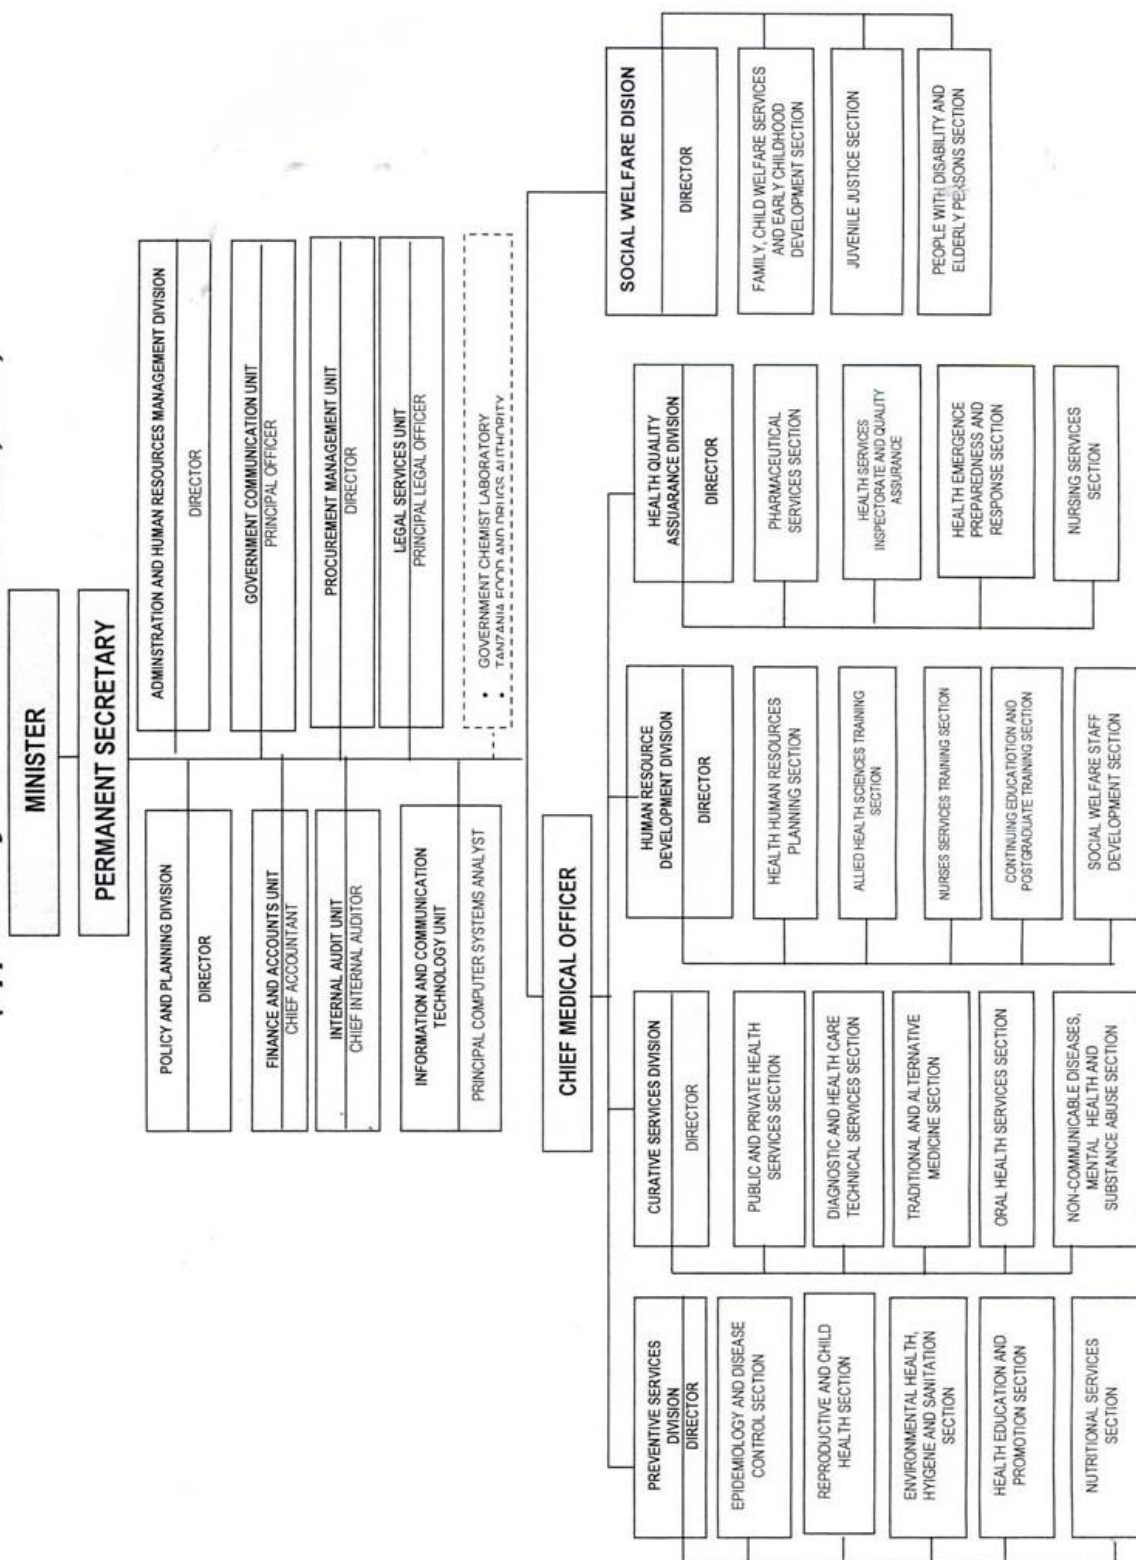 MINISTER
PERMANENT SECRETARY
POLICY AND PLANNING DIVISION
DIRECTOR
FINANCE AND ACCOUNTS UNIT
CHIEF ACCOUNTANT
INTERNAL AUDIT UNIT
CHIEF INTERNAL AUDITOR
INFORMATION AND COMMUNICATION
TECHNOLOGY UNIT
PRINCIPAL COMPUTER SYSTEMS ANALYST
ADMINSTRATION AND HUMAN RESOURCES MANAGEMENT DIVISION
DIRECTOR
GOVERNMENT COMMUNICATION UNIT
PRINCIPAL OFFICER
PROCUREMENT MANAGEMENT UNIT
DIRECTOR
LEGAL SERVICES UNIT
PRINCIPAL LEGAL OFFICER
• GOVERNMENT CHEMIST LABORATORY
• TANZANIA FOOD AND DRUGS AUTHORITY
CHIEF MEDICAL OFFICER
PREVENTIVE SERVICES
DIVISION
DIRECTOR
EPIDEMIOLOGY AND DISEASE
CONTROL SECTION
REPRODUCTIVE AND CHILD
HEALTH SECTION
ENVIRONMENTAL HEALTH,
HYIGENE AND SANITATION
SECTION
HEALTH EDUCATION AND
PROMOTION SECTION
NUTRITIONAL SERVICES
SECTION
CURATIVE SERVICES DIVISION
DIRECTOR
PUBLIC AND PRIVATE HEALTH
SERVICES SECTION
DIAGNOSTIC AND HEALTH CARE
TECHNICAL SERVICES SECTION
TRADITIONAL AND ALTERNATIVE
MEDICINE SECTION
ORAL HEALTH SERVICES SECTION
NON-COMMUNICABLE DISEASES,
MENTAL HEALTH AND
SUBSTANCE ABUSE SECTION
HUMAN RESOURCE
DEVELOPMENT DIVISION
DIRECTOR
HEALTH HUMAN RESOURCES
PLANNING SECTION
ALLIED HEALTH SCIENCES TRAINING
SECTION
NURSES SERVICES TRAINING SECTION
CONTINUING EDUCATIOTION AND
POSTGRADUATE TRAINING SECTION
SOCIAL WELFARE STAFF
DEVELOPMENT SECTION
HEALTH QUALITY
ASSUARANCE DIVISION
DIRECTOR
PHARMACEUTICAL
SERVICES SECTION
HEALTH SERVICES
INSPECTORATE AND QUALITY
ASSURANCE
HEALTH EMERGENCE
PREPAREDNESS AND
RESPONSE SECTION
NURSING SERVICES
SECTION
SOCIAL WELFARE DISION
DIRECTOR
FAMILY, CHILD WELFARE SERVICES
AND EARLY CHILDHOOD
DEVELOPMENT SECTION
JUVENILE JUSTICE SECTION
PEOPLE WITH DISABILITY AND
ELDERLY PERSONS SECTION